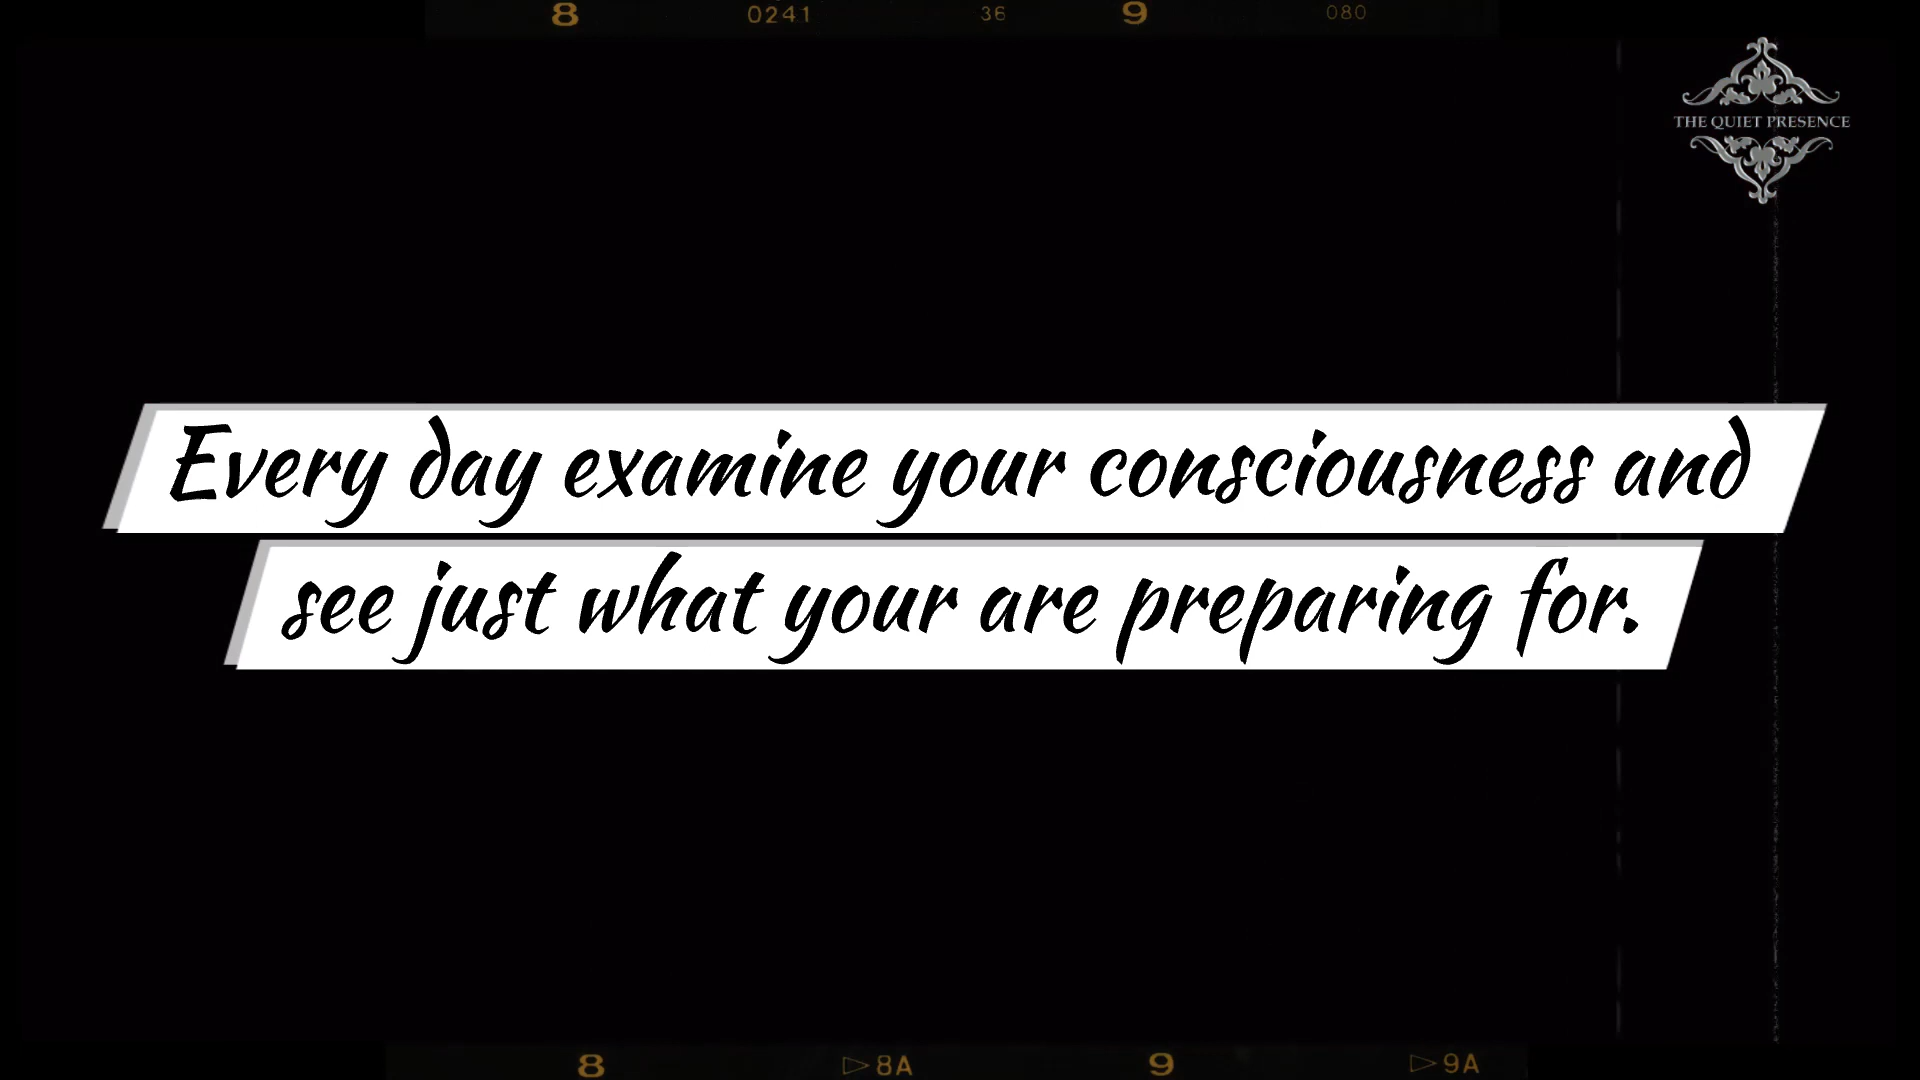 8 0241 36 9 080
THE QUIET PRESENCE
Every day examine your consciousness and
see just what your are preparing for.
8 ▷8A 9 ▷9A